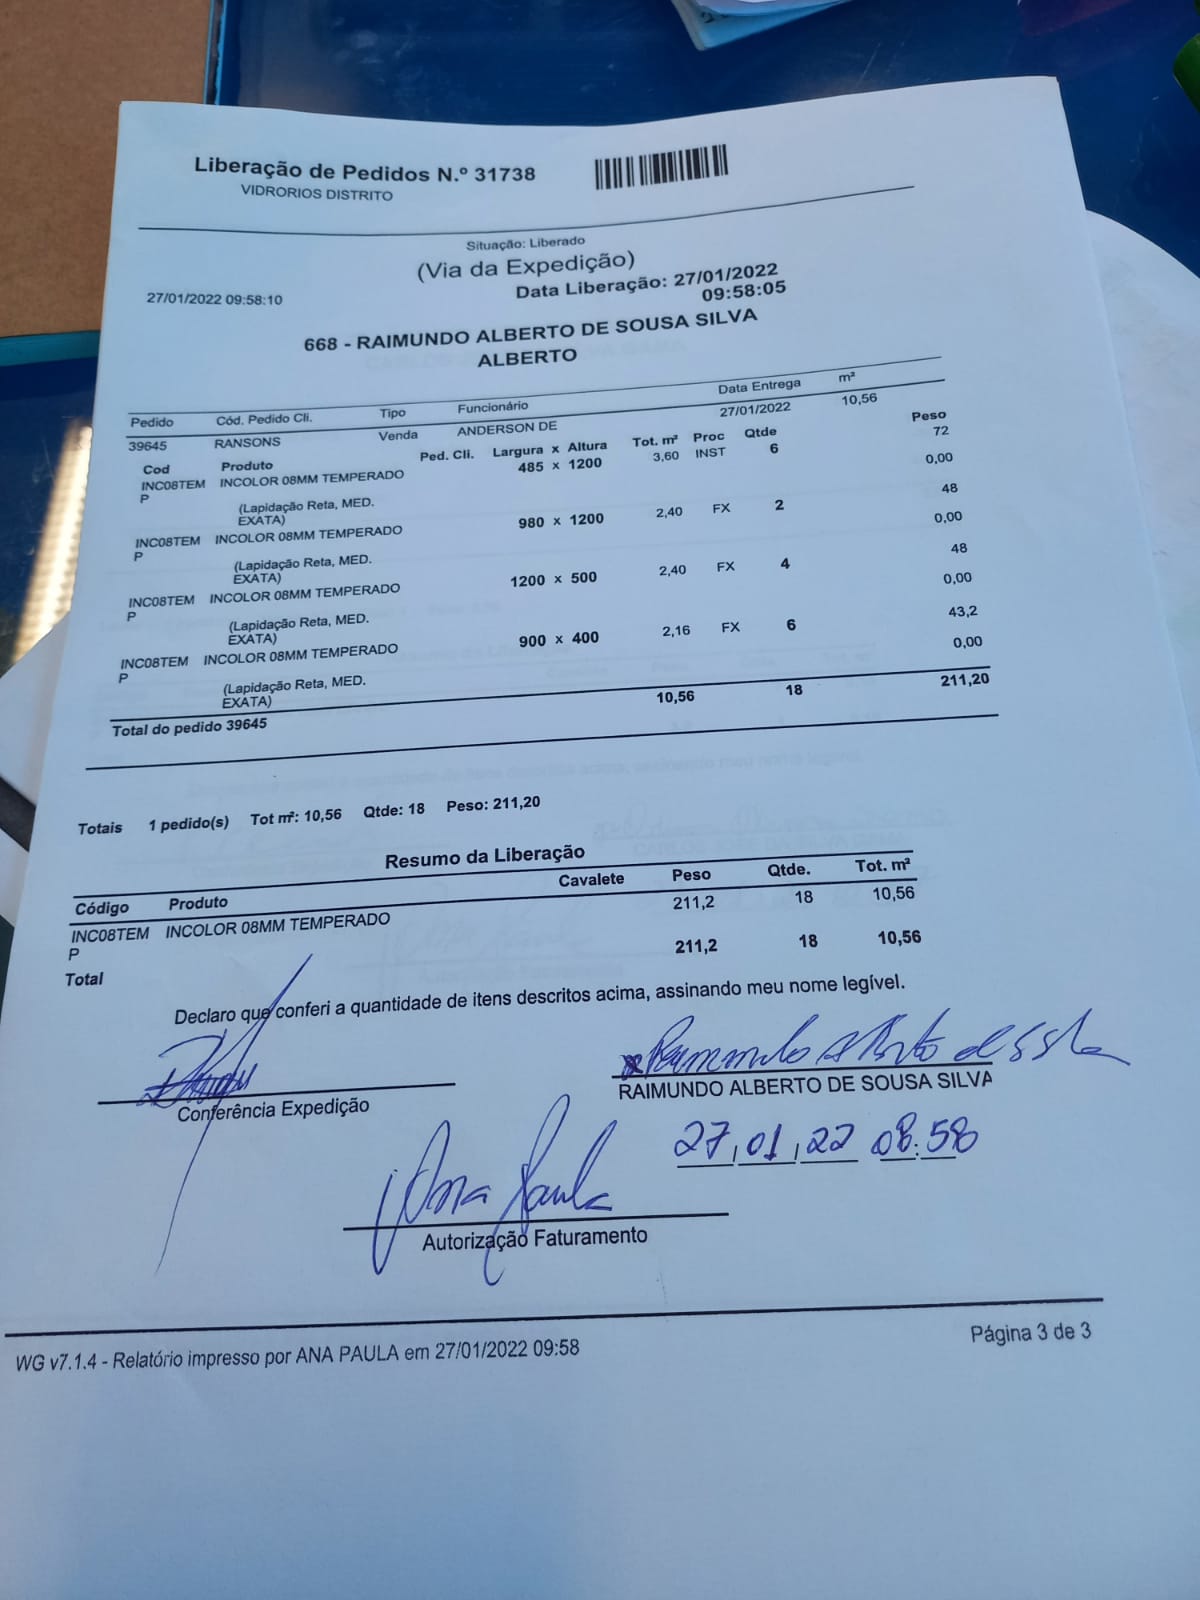 Liberação de Pedidos N.º 31738
VIDRORIOS DISTRITO
Situação: Liberado
(Via da Expedição)
27/01/2022 09:58:10
Data Liberação: 27/01/2022
09:58:05
668 - RAIMUNDO ALBERTO DE SOUSA SILVA
ALBERTO
Pedido Cód. Pedido Cli. Tipo Funcionário Data Entrega m²
39645 RANSONS Venda ANDERSON DE 27/01/2022 10,56
Cod Produto Ped. Cli. Largura x Altura Tot. m² Proc Qtde Peso
INC08TEM INCOLOR 08MM TEMPERADO 485 x 1200 3,60 INST 6 72
P
(Lapidação Reta, MED. 0,00
EXATA)
INC08TEM INCOLOR 08MM TEMPERADO 980 x 1200 2,40 FX 2 48
P
(Lapidação Reta, MED. 0,00
EXATA)
INC08TEM INCOLOR 08MM TEMPERADO 1200 x 500 2,40 FX 4 48
P
(Lapidação Reta, MED. 0,00
EXATA)
INC08TEM INCOLOR 08MM TEMPERADO 900 x 400 2,16 FX 6 43,2
P
(Lapidação Reta, MED. 0,00
EXATA)
Total do pedido 39645 10,56 18 211,20
Totais 1 pedido(s) Tot m²: 10,56 Qtde: 18 Peso: 211,20
Resumo da Liberação
Código Produto Cavalete Peso Qtde. Tot. m²
INC08TEM INCOLOR 08MM TEMPERADO 211,2 18 10,56
P
Total 211,2 18 10,56
Declaro que conferi a quantidade de itens descritos acima, assinando meu nome legível.
Conferência Expedição
RAIMUNDO ALBERTO DE SOUSA SILVA
27/01/22 08:58
Ana Paula
Autorização Faturamento
WG v7.1.4 - Relatório impresso por ANA PAULA em 27/01/2022 09:58
Página 3 de 3